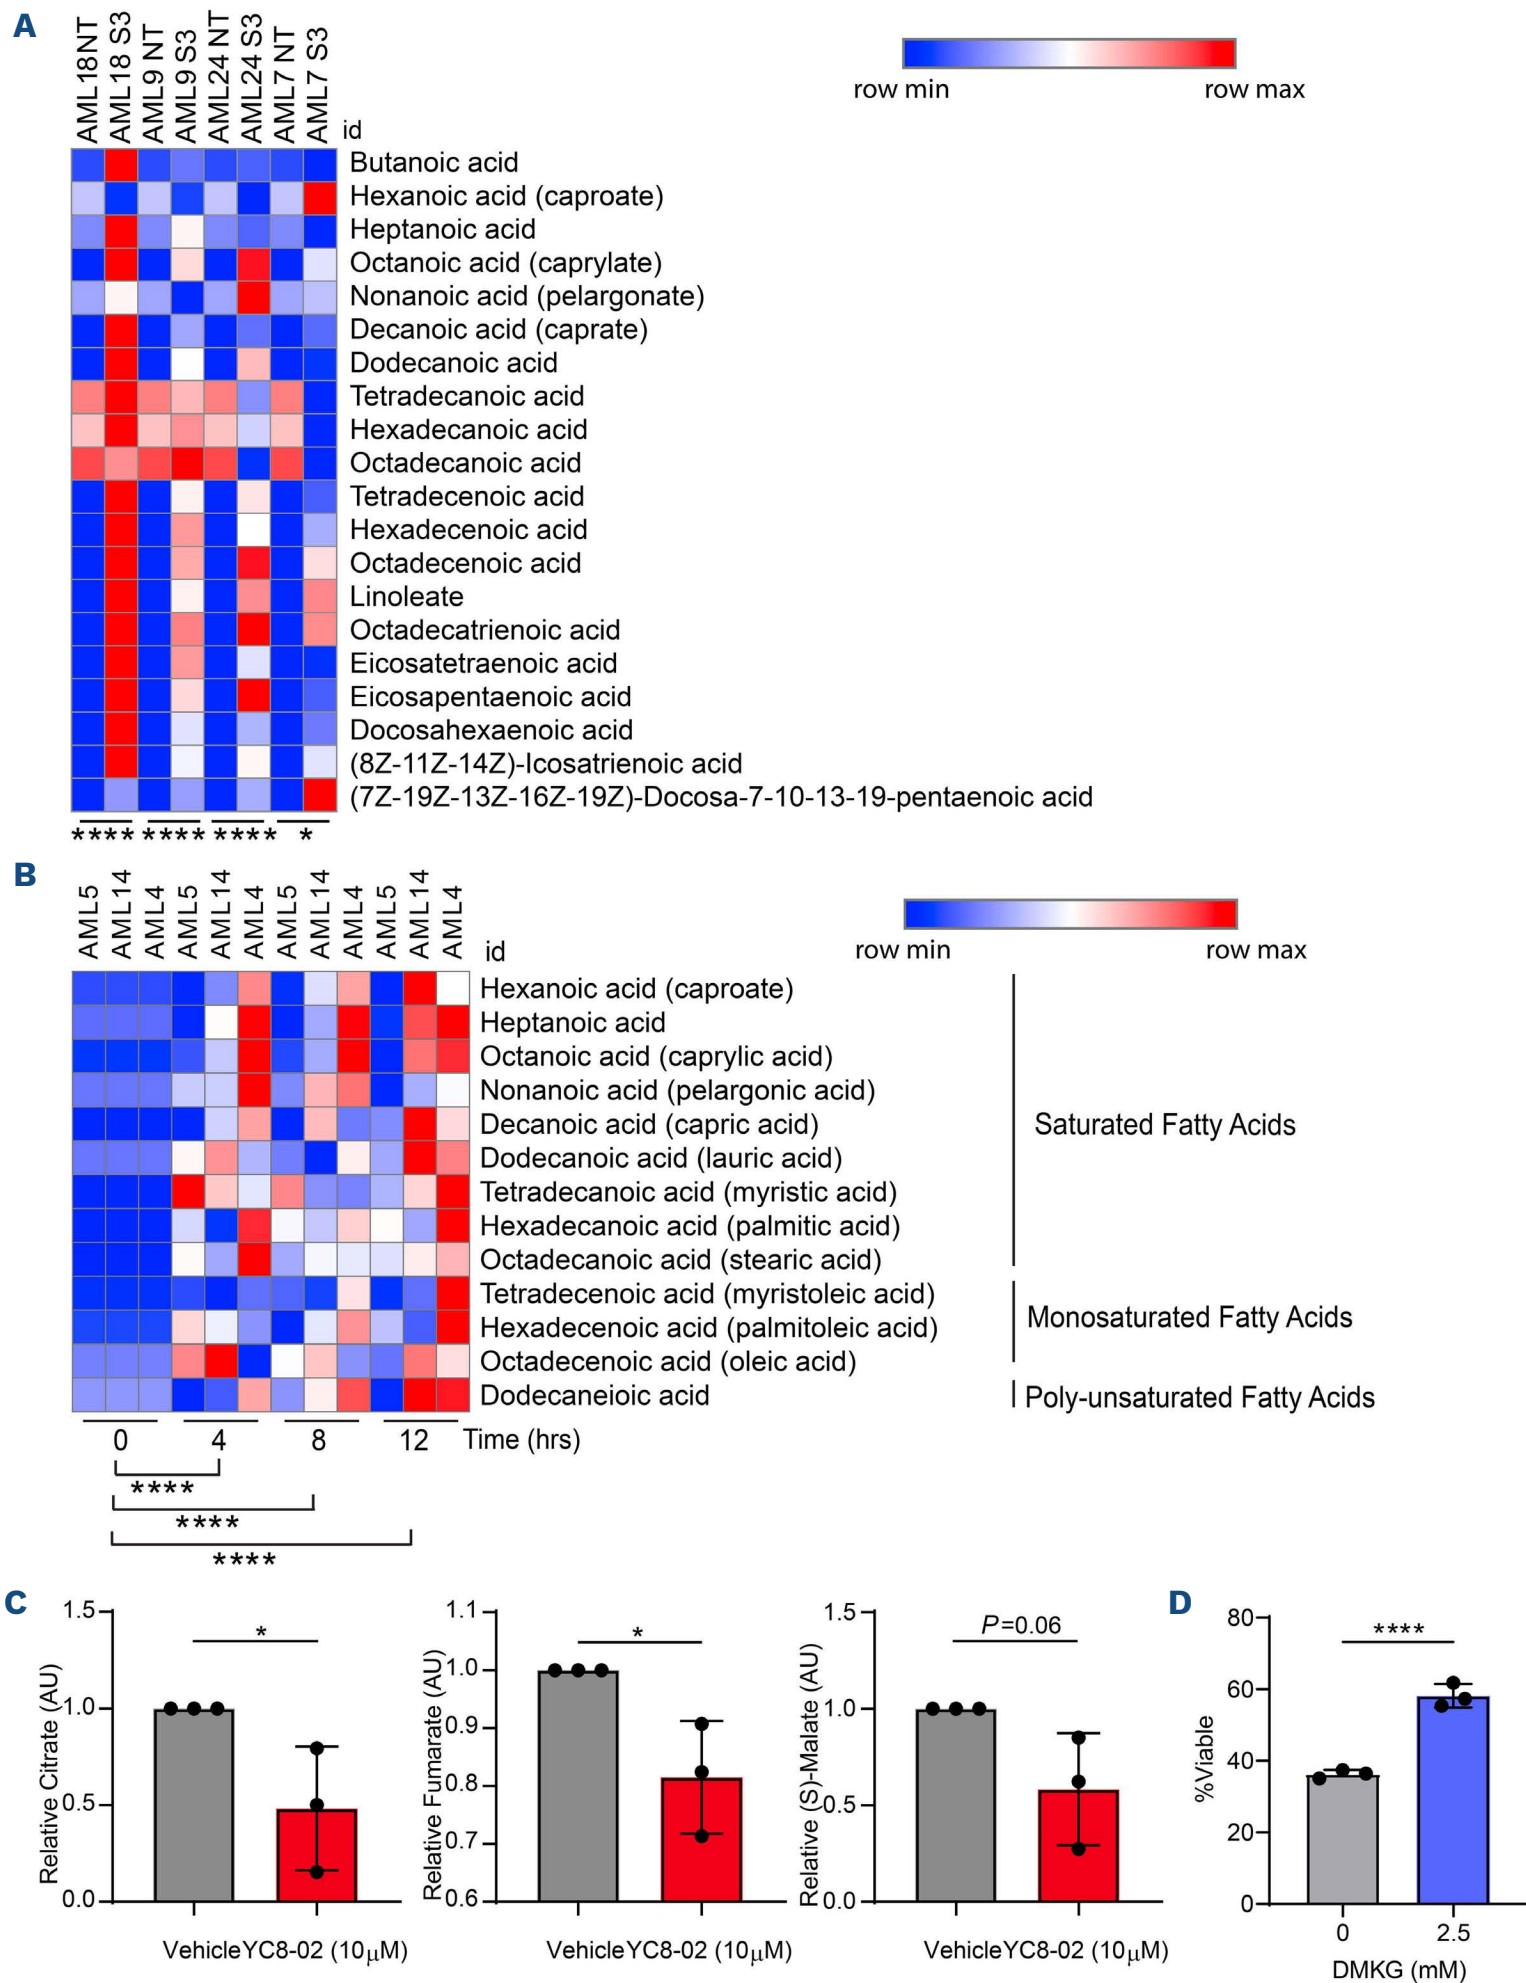 A
AML18NT
AML18 S3
AML9 NT
AML9 S3
AML24 NT
AML24 S3
AML7 NT
AML7 S3
id
row min
row max
Butanoic acid
Hexanoic acid (caproate)
Heptanoic acid
Octanoic acid (caprylate)
Nonanoic acid (pelargonate)
Decanoic acid (caprate)
Dodecanoic acid
Tetradecanoic acid
Hexadecanoic acid
Octadecanoic acid
Tetradecenoic acid
Hexadecenoic acid
Octadecenoic acid
Linoleate
Octadecatrienoic acid
Eicosatetraenoic acid
Eicosapentaenoic acid
Docosahexaenoic acid
(8Z-11Z-14Z)-Icosatrienoic acid
(7Z-19Z-13Z-16Z-19Z)-Docosa-7-10-13-19-pentaenoic acid
**** **** **** *
B
AML5
AML14
AML4
AML5
AML14
AML4
AML5
AML14
AML4
AML5
AML14
AML4
id
row min
row max
Hexanoic acid (caproate)
Heptanoic acid
Octanoic acid (caprylic acid)
Nonanoic acid (pelargonic acid)
Decanoic acid (capric acid)
Dodecanoic acid (lauric acid)
Tetradecanoic acid (myristic acid)
Hexadecanoic acid (palmitic acid)
Octadecanoic acid (stearic acid)
Tetradecenoic acid (myristoleic acid)
Hexadecenoic acid (palmitoleic acid)
Octadecenoic acid (oleic acid)
Dodecaneioic acid
Saturated Fatty Acids
Monosaturated Fatty Acids
Poly-unsaturated Fatty Acids
0 4 8 12 Time (hrs)
****
****
****
C
Relative Citrate (AU)
1.5
1.0
0.5
0.0
*
Vehicle YC8-02 (10µM)
Relative Fumarate (AU)
1.1
1.0
0.9
0.8
0.7
0.6
*
Vehicle YC8-02 (10µM)
Relative (S)-Malate (AU)
1.5
1.0
0.5
0.0
P=0.06
Vehicle YC8-02 (10µM)
D
%Viable
80
60
40
20
0
****
0 2.5
DMKG (mM)